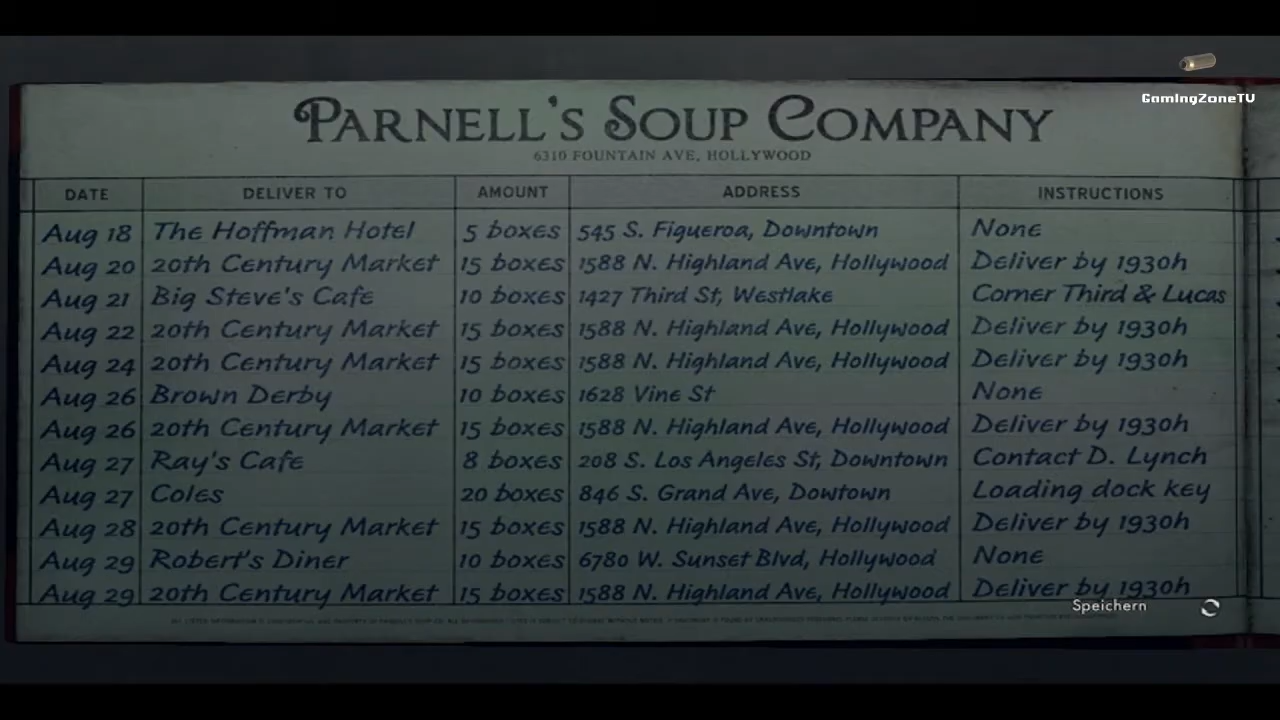 GamIngZoneTV
PARNELL'S SOUP COMPANY
6310 FOUNTAIN AVE, HOLLYWOOD
DATE DELIVER TO AMOUNT ADDRESS INSTRUCTIONS
Aug 18 The Hoffman Hotel 5 boxes 545 S. Figueroa, Downtown None
Aug 20 20th Century Market 15 boxes 1588 N. Highland Ave, Hollywood Deliver by 1930h
Aug 21 Big Steve's Cafe 10 boxes 1427 Third St, Westlake Corner Third & Lucas
Aug 22 20th Century Market 15 boxes 1588 N. Highland Ave, Hollywood Deliver by 1930h
Aug 24 20th Century Market 15 boxes 1588 N. Highland Ave, Hollywood Deliver by 1930h
Aug 26 Brown Derby 10 boxes 1628 Vine St None
Aug 26 20th Century Market 15 boxes 1588 N. Highland Ave, Hollywood Deliver by 1930h
Aug 27 Ray's Cafe 8 boxes 208 S. Los Angeles St, Downtown Contact D. Lynch
Aug 27 Coles 20 boxes 846 S. Grand Ave, Dowtown Loading dock key
Aug 28 20th Century Market 15 boxes 1588 N. Highland Ave, Hollywood Deliver by 1930h
Aug 29 Robert's Diner 10 boxes 6780 W. Sunset Blvd, Hollywood None
Aug 29 20th Century Market 15 boxes 1588 N. Highland Ave, Hollywood Deliver by 1930h
Speichern